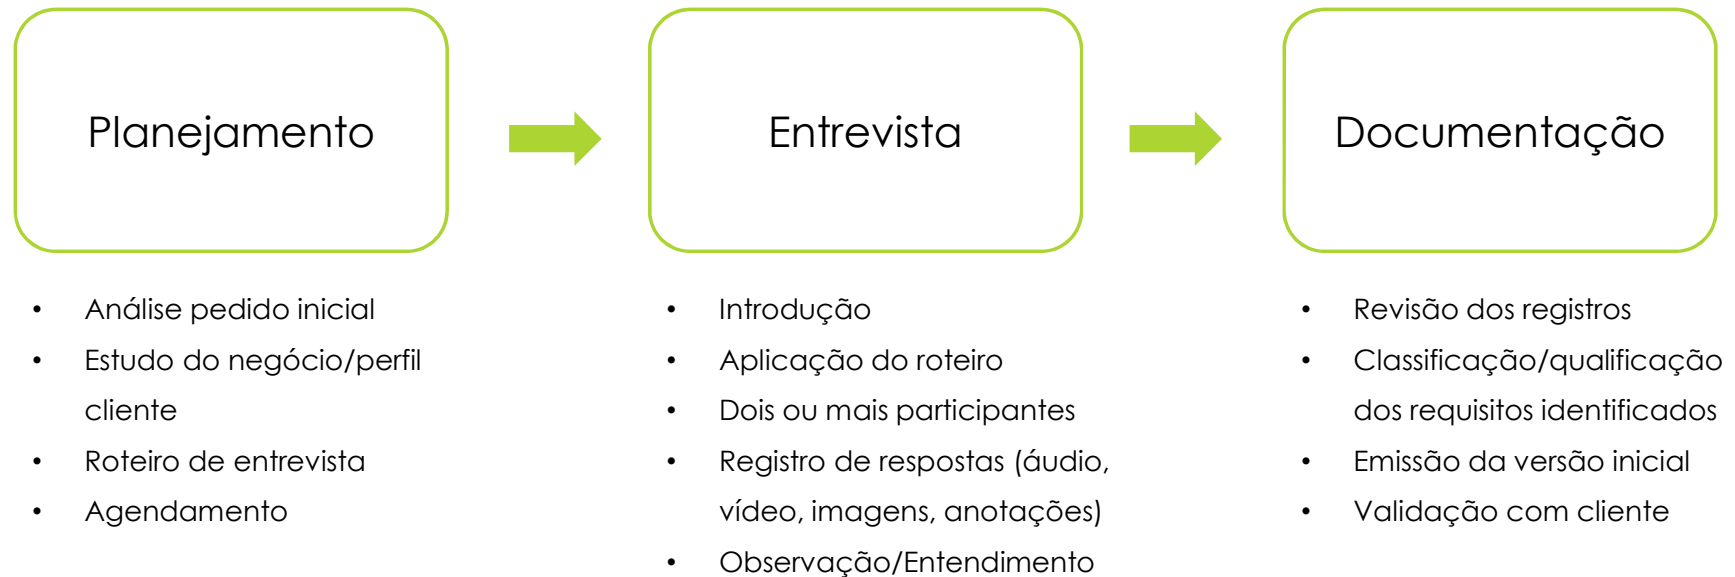 Planejamento
Entrevista
Documentação
• Análise pedido inicial
• Estudo do negócio/perfil
cliente
• Roteiro de entrevista
• Agendamento
• Introdução
• Aplicação do roteiro
• Dois ou mais participantes
• Registro de respostas (áudio,
vídeo, imagens, anotações)
• Observação/Entendimento
• Revisão dos registros
• Classificação/qualificação
dos requisitos identificados
• Emissão da versão inicial
• Validação com cliente